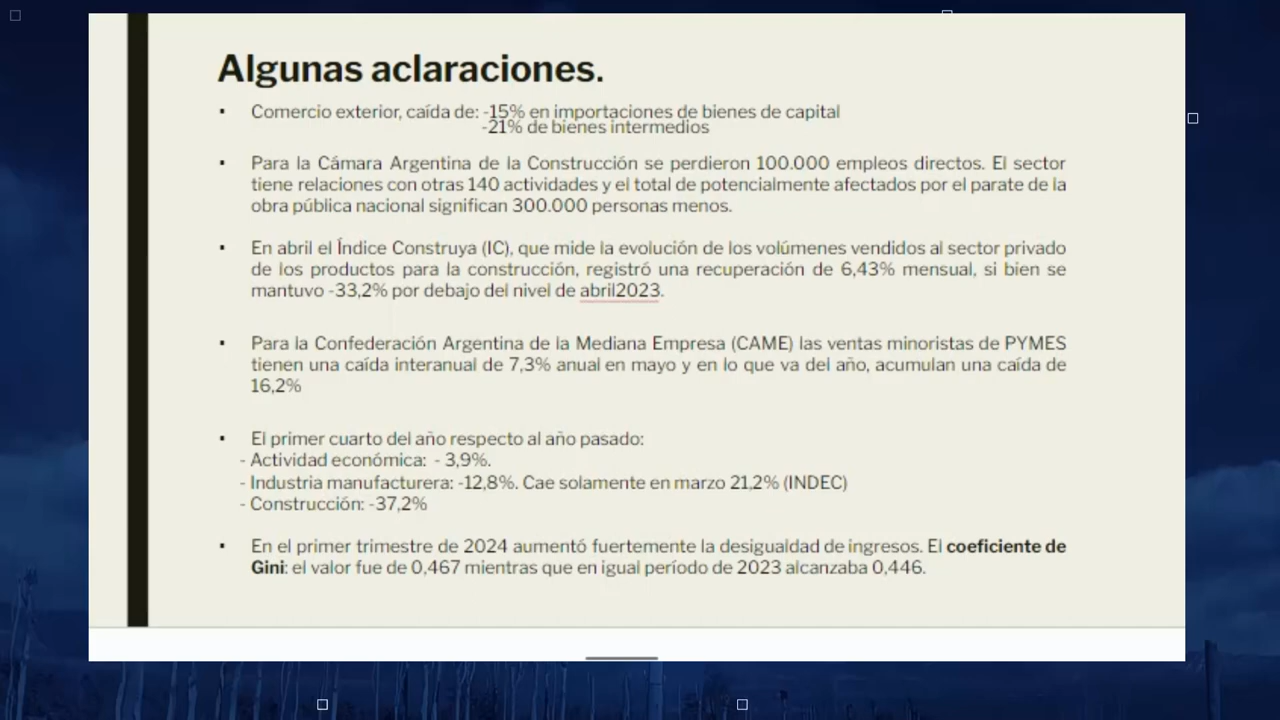 Algunas aclaraciones.
▪ Comercio exterior, caída de: -15% en importaciones de bienes de capital
-21% de bienes intermedios
▪ Para la Cámara Argentina de la Construcción se perdieron 100.000 empleos directos. El sector
tiene relaciones con otras 140 actividades y el total de potencialmente afectados por el parate de la
obra pública nacional significan 300.000 personas menos.
▪ En abril el Índice Construya (IC), que mide la evolución de los volúmenes vendidos al sector privado
de los productos para la construcción, registró una recuperación de 6,43% mensual, si bien se
mantuvo -33,2% por debajo del nivel de abril2023.
▪ Para la Confederación Argentina de la Mediana Empresa (CAME) las ventas minoristas de PYMES
tienen una caída interanual de 7,3% anual en mayo y en lo que va del año, acumulan una caída de
16,2%
▪ El primer cuarto del año respecto al año pasado:
- Actividad económica: - 3,9%.
- Industria manufacturera: -12,8%. Cae solamente en marzo 21,2% (INDEC)
- Construcción: -37,2%
▪ En el primer trimestre de 2024 aumentó fuertemente la desigualdad de ingresos. El coeficiente de
Gini: el valor fue de 0,467 mientras que en igual período de 2023 alcanzaba 0,446.